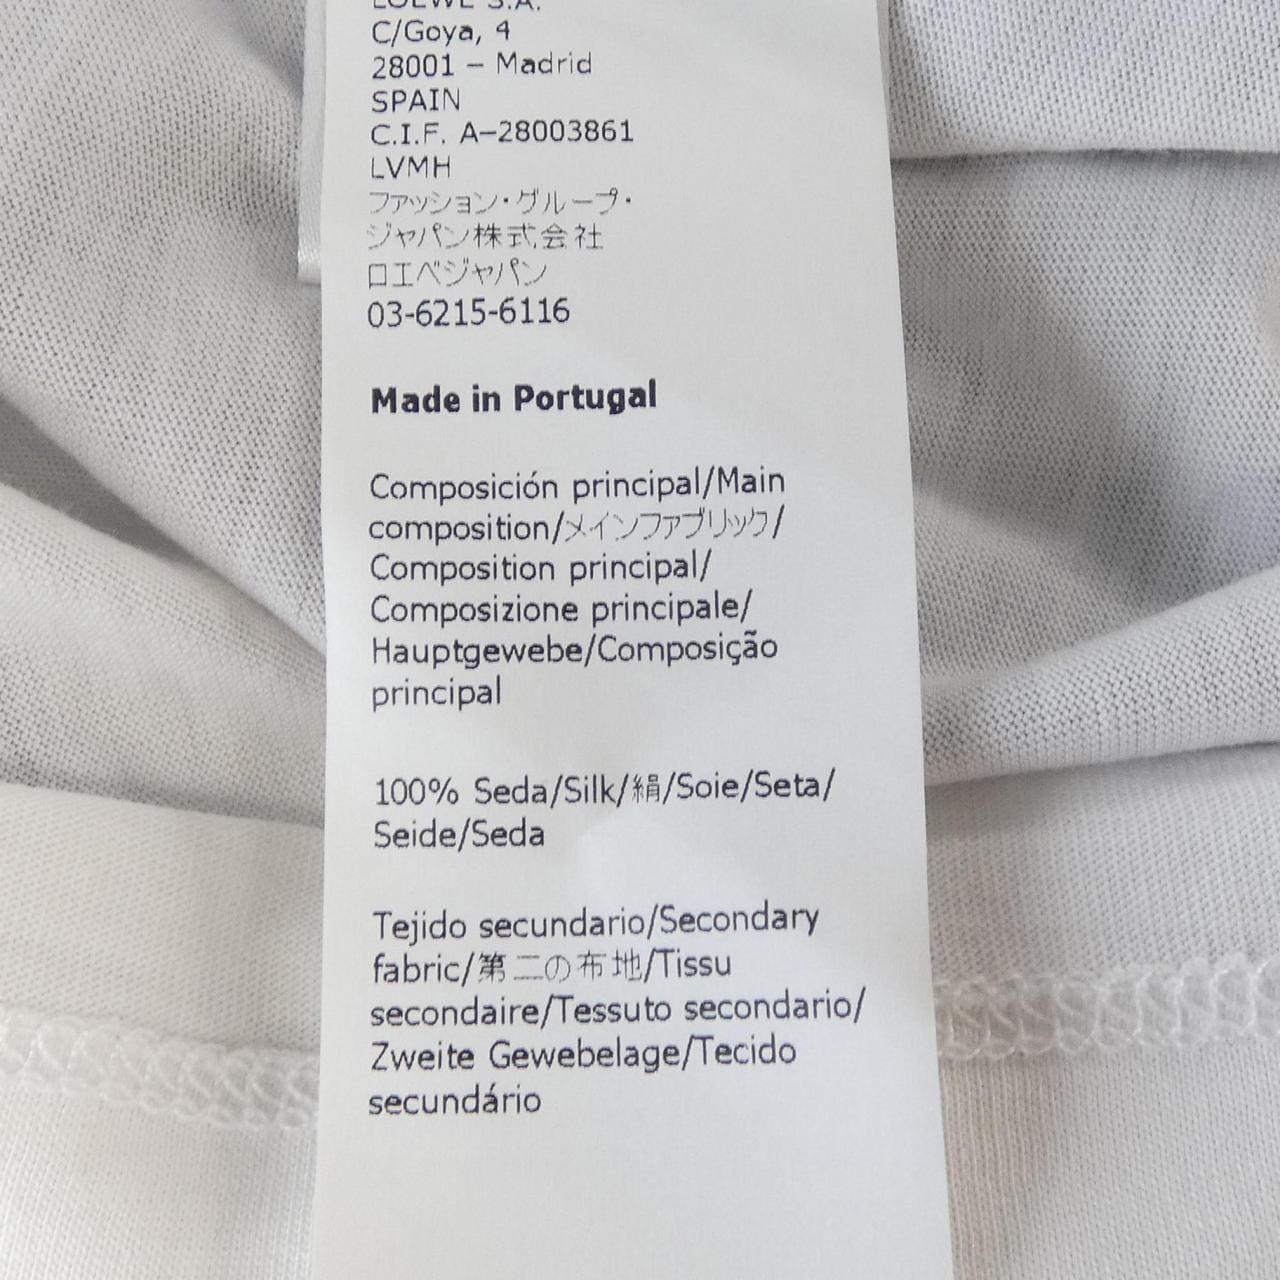 LOEWE S.A.
C/Goya, 4
28001 – Madrid
SPAIN
C.I.F. A–28003861
LVMH
ファッション・グループ・
ジャパン株式会社
ロエベジャパン
03-6215-6116
Made in Portugal
Composición principal/Main
composition/メインファブリック/
Composition principal/
Composizione principale/
Hauptgewebe/Composição
principal
100% Seda/Silk/絹/Soie/Seta/
Seide/Seda
Tejido secundario/Secondary
fabric/第二の布地/Tissu
secondaire/Tessuto secondario/
Zweite Gewebelage/Tecido
secundário